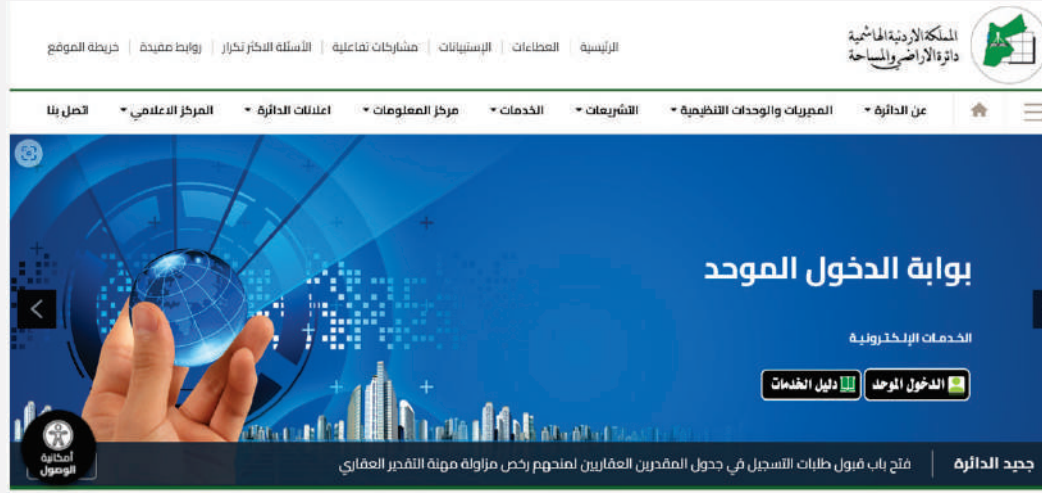 المملكة الاردنية الهاشمية
دائرة الاراضي والمساحة
الرئيسية | العطاءات | الإستبيانات | مشاركات تفاعلية | الأسئلة الاكثر تكرار | روابط مفيدة | خريطة الموقع
عن الدائرة المديريات والوحدات التنظيمية التشريعات الخدمات مركز المعلومات اعلانات الدائرة المركز الاعلامي اتصل بنا
بوابة الدخول الموحد
الخدمات الإلكترونية
الدخول الموحد دليل الخدمات
أمكانية
الوصول
جديد الدائرة | فتح باب قبول طلبات التسجيل في جدول المقدرين العقاريين لمنحهم رخص مزاولة مهنة التقدير العقاري